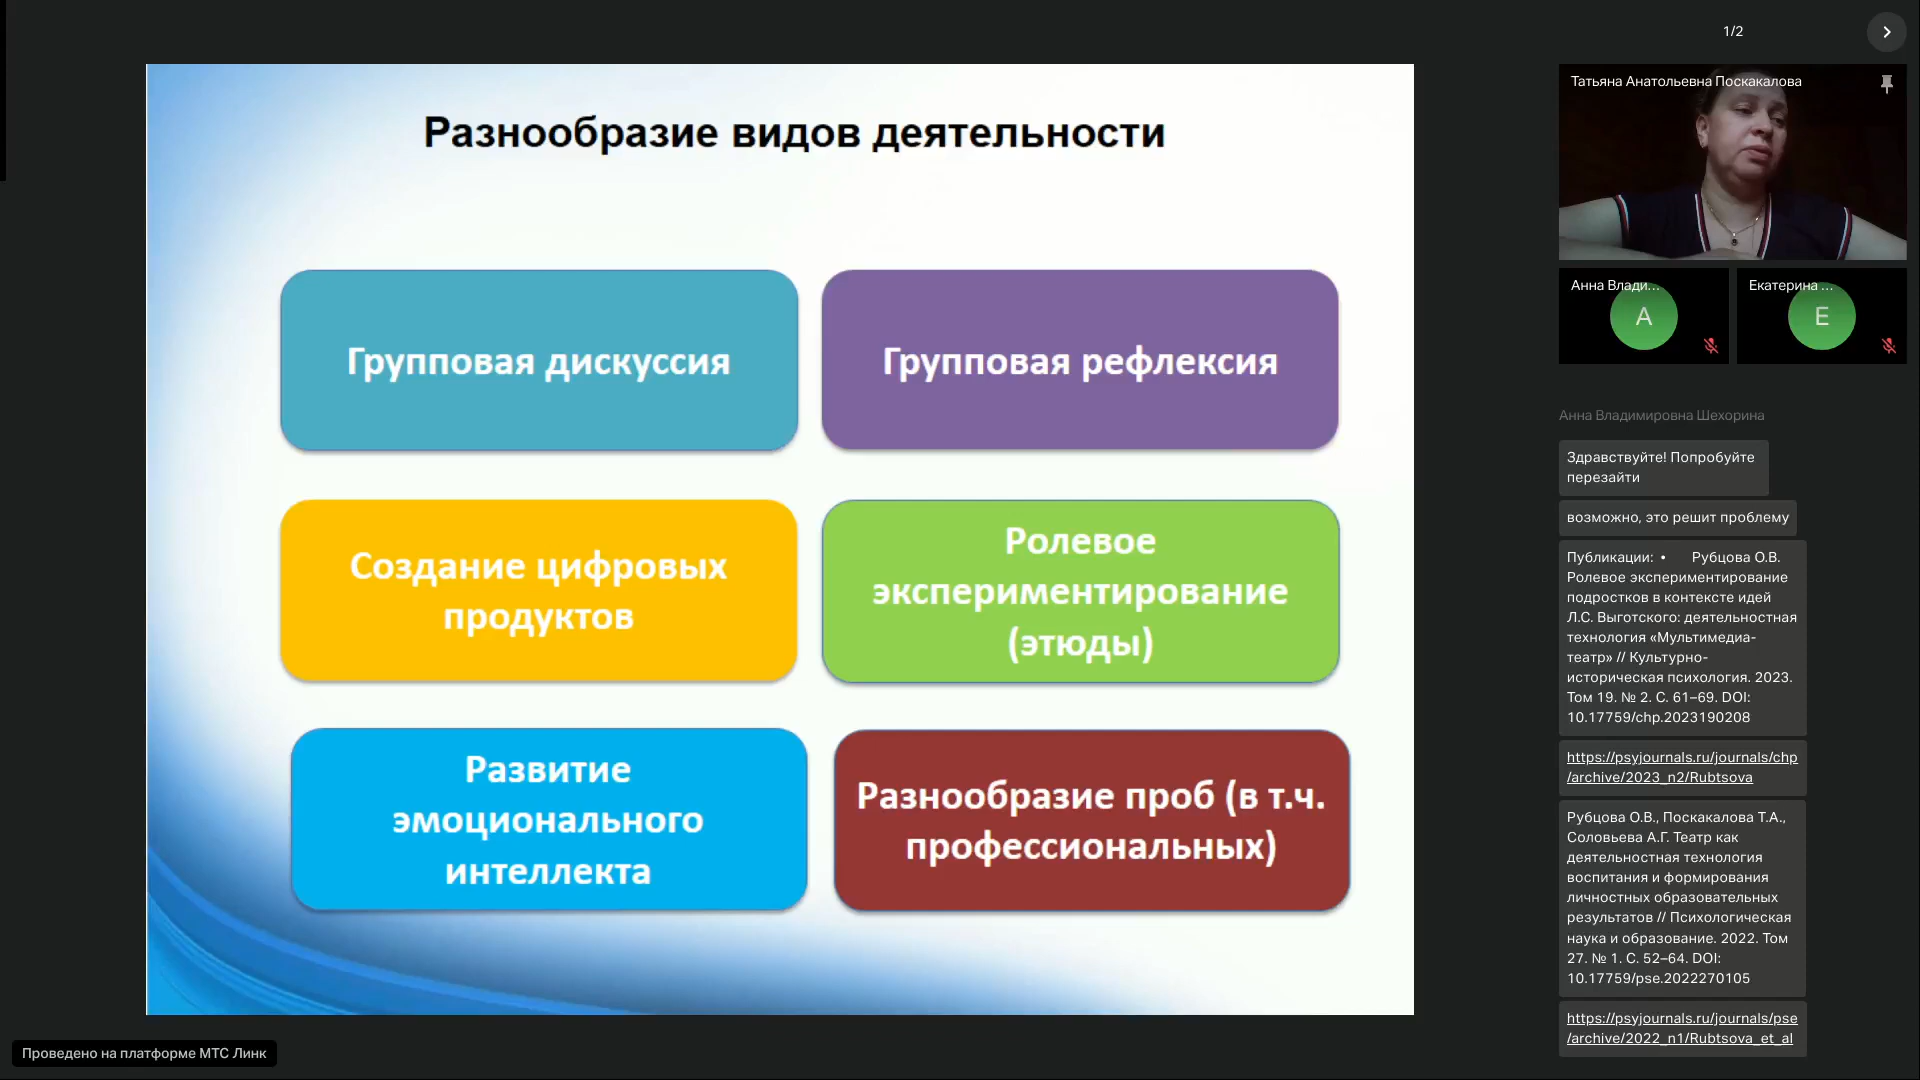 1/2
Разнообразие видов деятельности
Групповая дискуссия
Групповая рефлексия
Создание цифровых
продуктов
Ролевое
экспериментирование
(этюды)
Развитие
эмоционального
интеллекта
Разнообразие проб (в т.ч.
профессиональных)
Татьяна Анатольевна Поскакалова
Анна Влади...
А
Екатерина ...
Е
Анна Владимировна Шехорина
Здравствуйте! Попробуйте
перезайти
возможно, это решит проблему
Публикации: • Рубцова О.В.
Ролевое экспериментирование
подростков в контексте идей
Л.С. Выготского: деятельностная
технология «Мультимедиа-
театр» // Культурно-
историческая психология. 2023.
Том 19. № 2. С. 61–69. DOI:
10.17759/chp.2023190208
https://psyjournals.ru/journals/chp
/archive/2023_n2/Rubtsova
Рубцова О.В., Поскакалова Т.А.,
Соловьева А.Г. Театр как
деятельностная технология
воспитания и формирования
личностных образовательных
результатов // Психологическая
наука и образование. 2022. Том
27. № 1. С. 52–64. DOI:
10.17759/pse.2022270105
https://psyjournals.ru/journals/pse
/archive/2022_n1/Rubtsova_et_al
Проведено на платформе МТС Линк